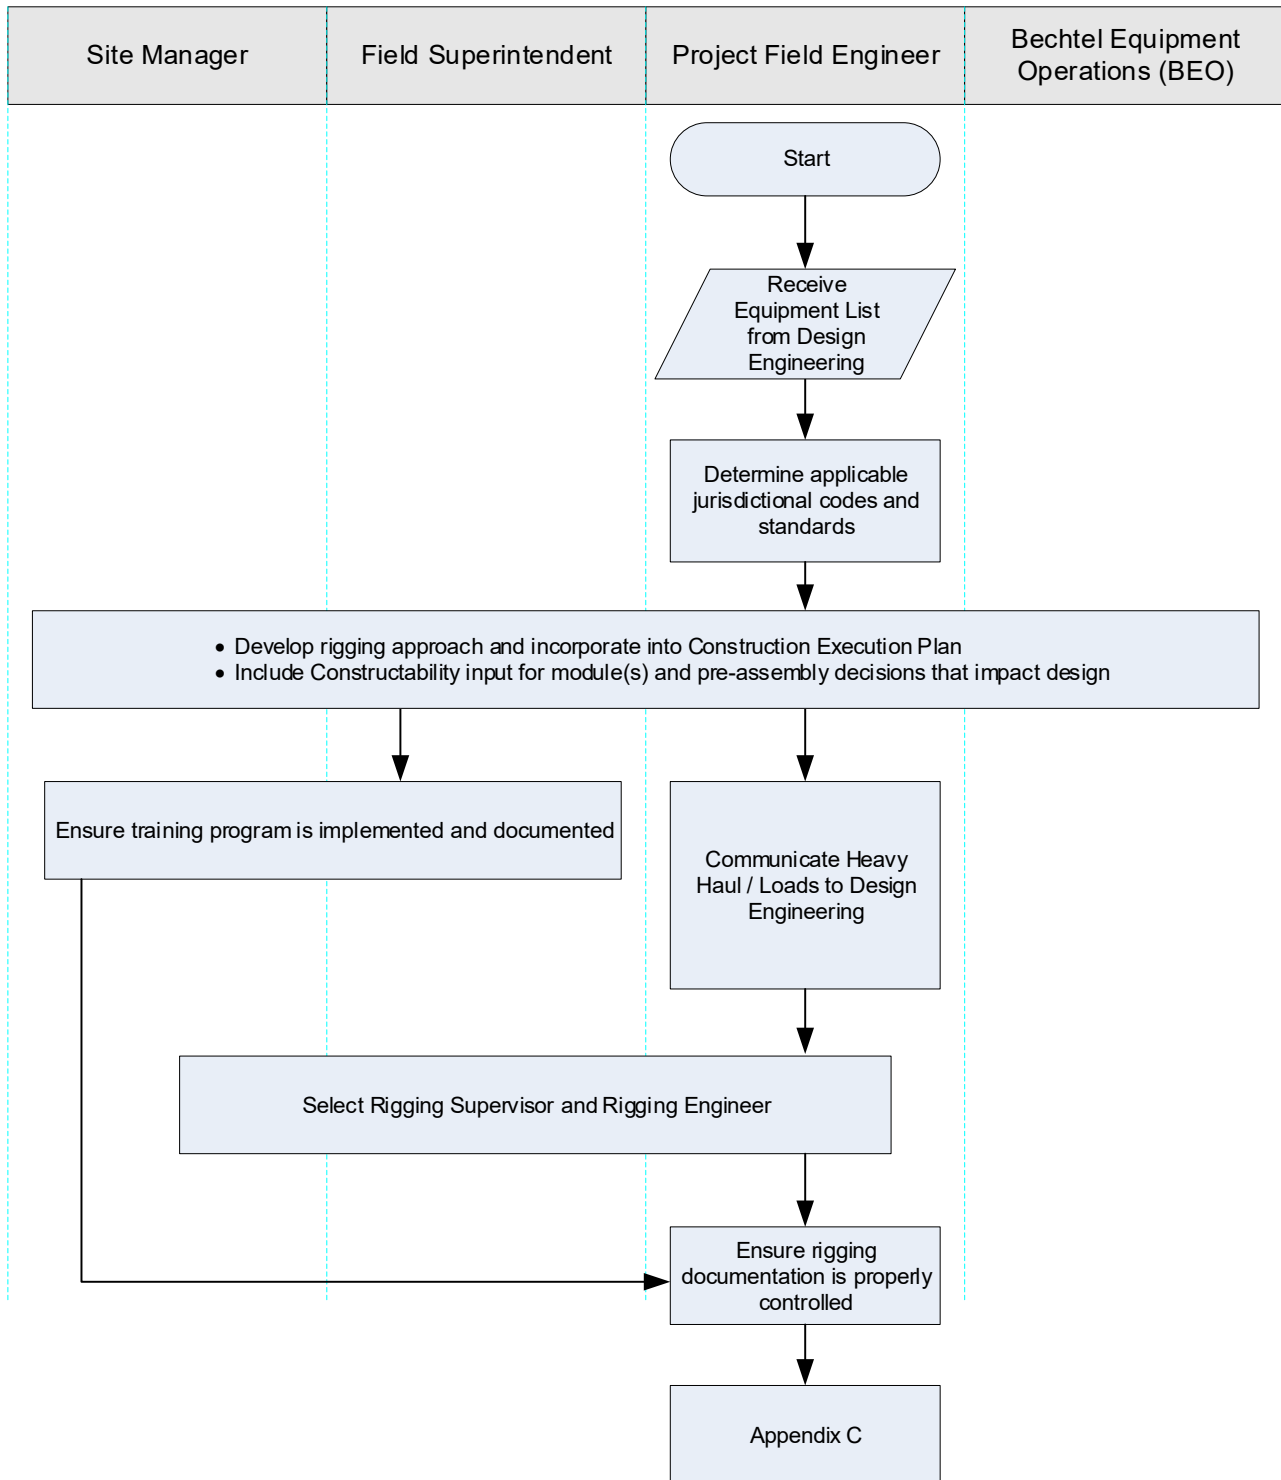 Site Manager
Field Superintendent
Project Field Engineer
Bechtel Equipment
Operations (BEO)
Start
Receive
Equipment List
from Design
Engineering
Determine applicable
jurisdictional codes and
standards
• Develop rigging approach and incorporate into Construction Execution Plan
• Include Constructability input for module(s) and pre-assembly decisions that impact design
Ensure training program is implemented and documented
Communicate Heavy
Haul / Loads to Design
Engineering
Select Rigging Supervisor and Rigging Engineer
Ensure rigging
documentation is properly
controlled
Appendix C